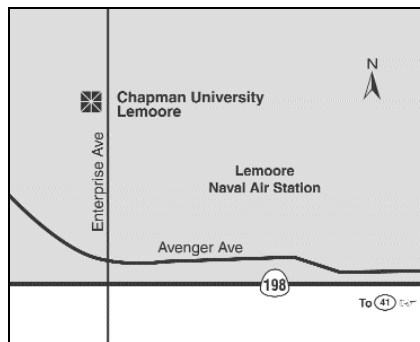 N
Chapman University
Lemoore
Enterprise Ave
Lemoore
Naval Air Station
Avenger Ave
198
To 41